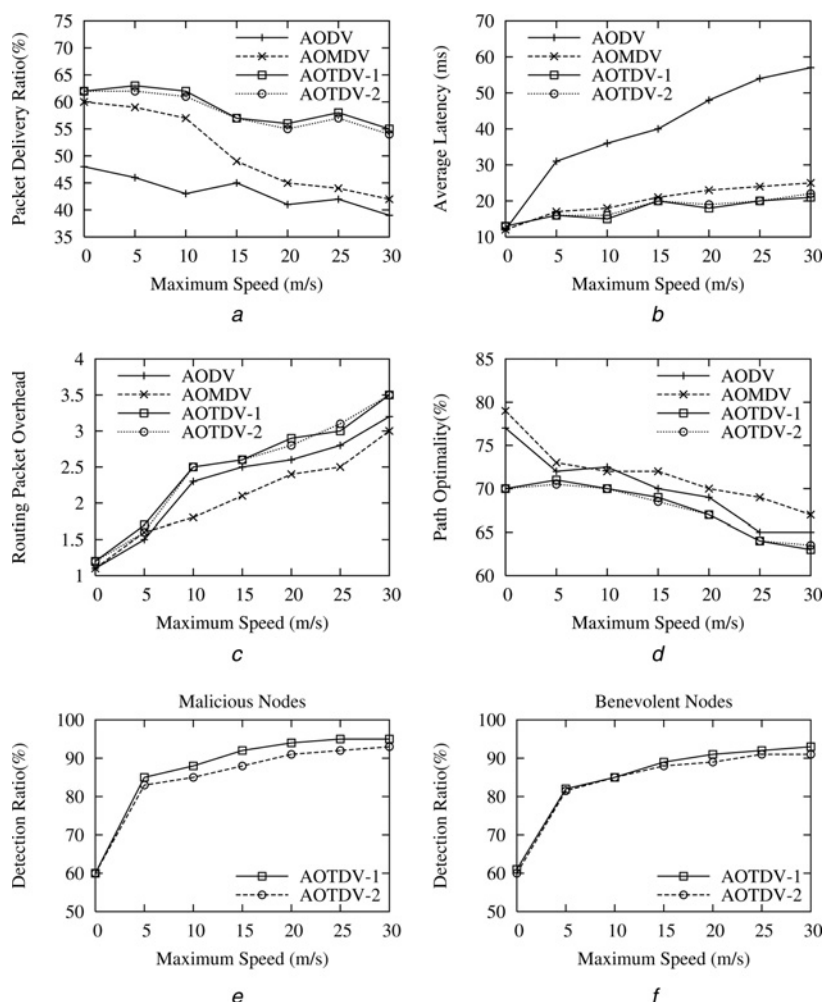 Packet Delivery Ratio(%)
75
70
65
60
55
50
45
40
35
AODV
AOMDV
AOTDV-1
AOTDV-2
0 5 10 15 20 25 30
Maximum Speed (m/s)
a
Average Latency (ms)
70
60
50
40
30
20
10
AODV
AOMDV
AOTDV-1
AOTDV-2
0 5 10 15 20 25 30
Maximum Speed (m/s)
b
Routing Packet Overhead
4
3.5
3
2.5
2
1.5
1
AODV
AOMDV
AOTDV-1
AOTDV-2
0 5 10 15 20 25 30
Maximum Speed (m/s)
c
Path Optimality(%)
85
80
75
70
65
60
AODV
AOMDV
AOTDV-1
AOTDV-2
0 5 10 15 20 25 30
Maximum Speed (m/s)
d
Malicious Nodes
Detection Ratio(%)
100
90
80
70
60
50
AOTDV-1
AOTDV-2
0 5 10 15 20 25 30
Maximum Speed (m/s)
e
Benevolent Nodes
Detection Ratio(%)
100
90
80
70
60
50
AOTDV-1
AOTDV-2
0 5 10 15 20 25 30
Maximum Speed (m/s)
f